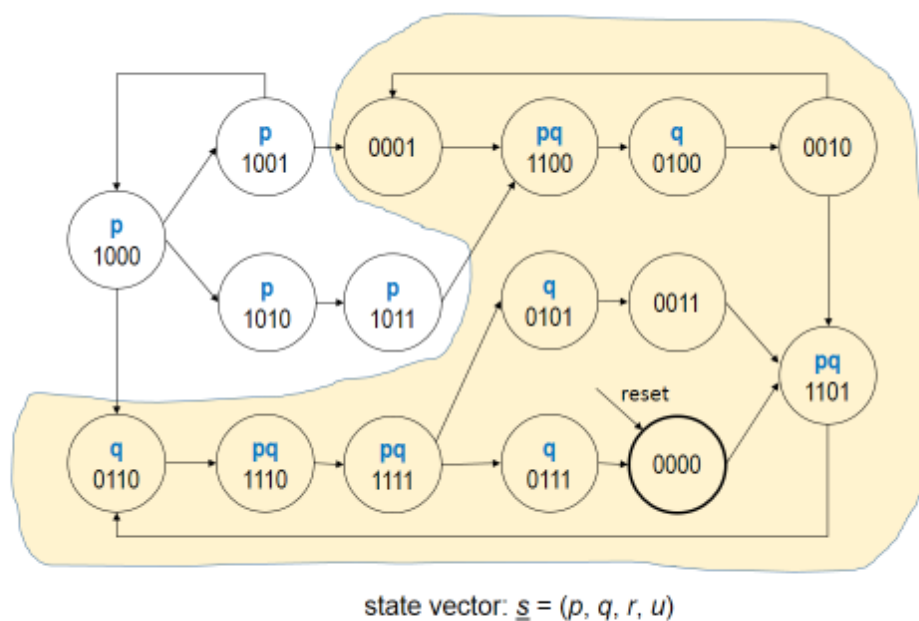 p
1001
0001
pq
1100
q
0100
0010
p
1000
p
1010
p
1011
q
0101
0011
pq
1101
reset
q
0110
pq
1110
pq
1111
q
0111
0000
state vector: s = (p, q, r, u)